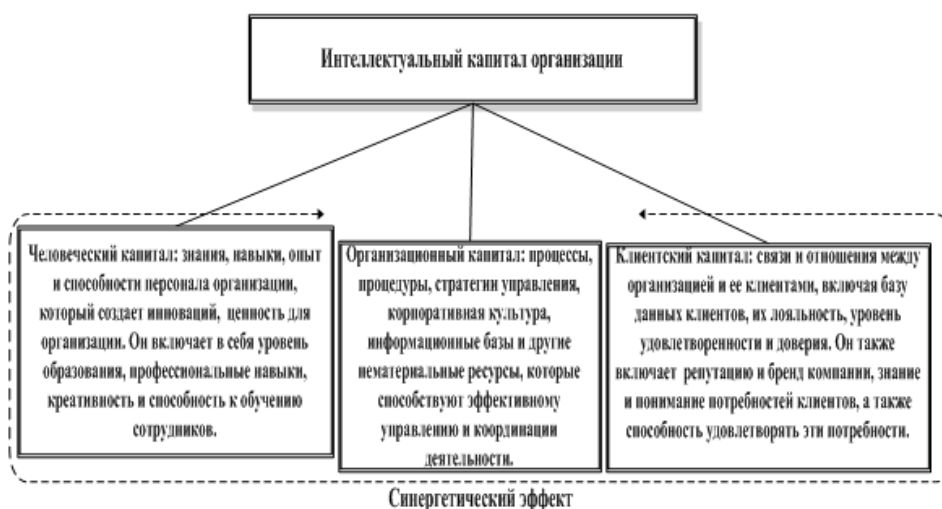 Интеллектуальный капитал организации
Человеческий капитал: знания, навыки, опыт
и способности персонала организации,
который создает инноваций, ценность для
организации. Он включает в себя уровень
образования, профессиональные навыки,
креативность и способность к обучению
сотрудников.
Организационный капитал: процессы,
процедуры, стратегии управления,
корпоративная культура,
информационные базы и другие
нематериальные ресурсы, которые
способствуют эффективному
управлению и координации
деятельности.
Клиентский капитал: связи и отношения между
организацией и ее клиентами, включая базу
данных клиентов, их лояльность, уровень
удовлетворенности и доверия. Он также
включает репутацию и бренд компании, знание
и понимание потребностей клиентов, а также
способность удовлетворять эти потребности.
Синергетический эффект